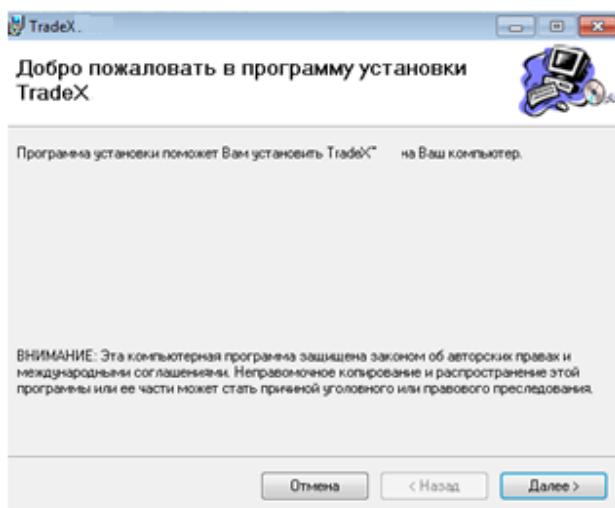 TradeX.
Добро пожаловать в программу установки
TradeX
Программа установки поможет Вам установить TradeX™ на Ваш компьютер.
ВНИМАНИЕ: Эта компьютерная программа защищена законом об авторских правах и
международными соглашениями. Неправомочное копирование и распространение этой
программы или ее части может стать причиной уголовного или правового преследования.
Отмена
< Назад
Далее >